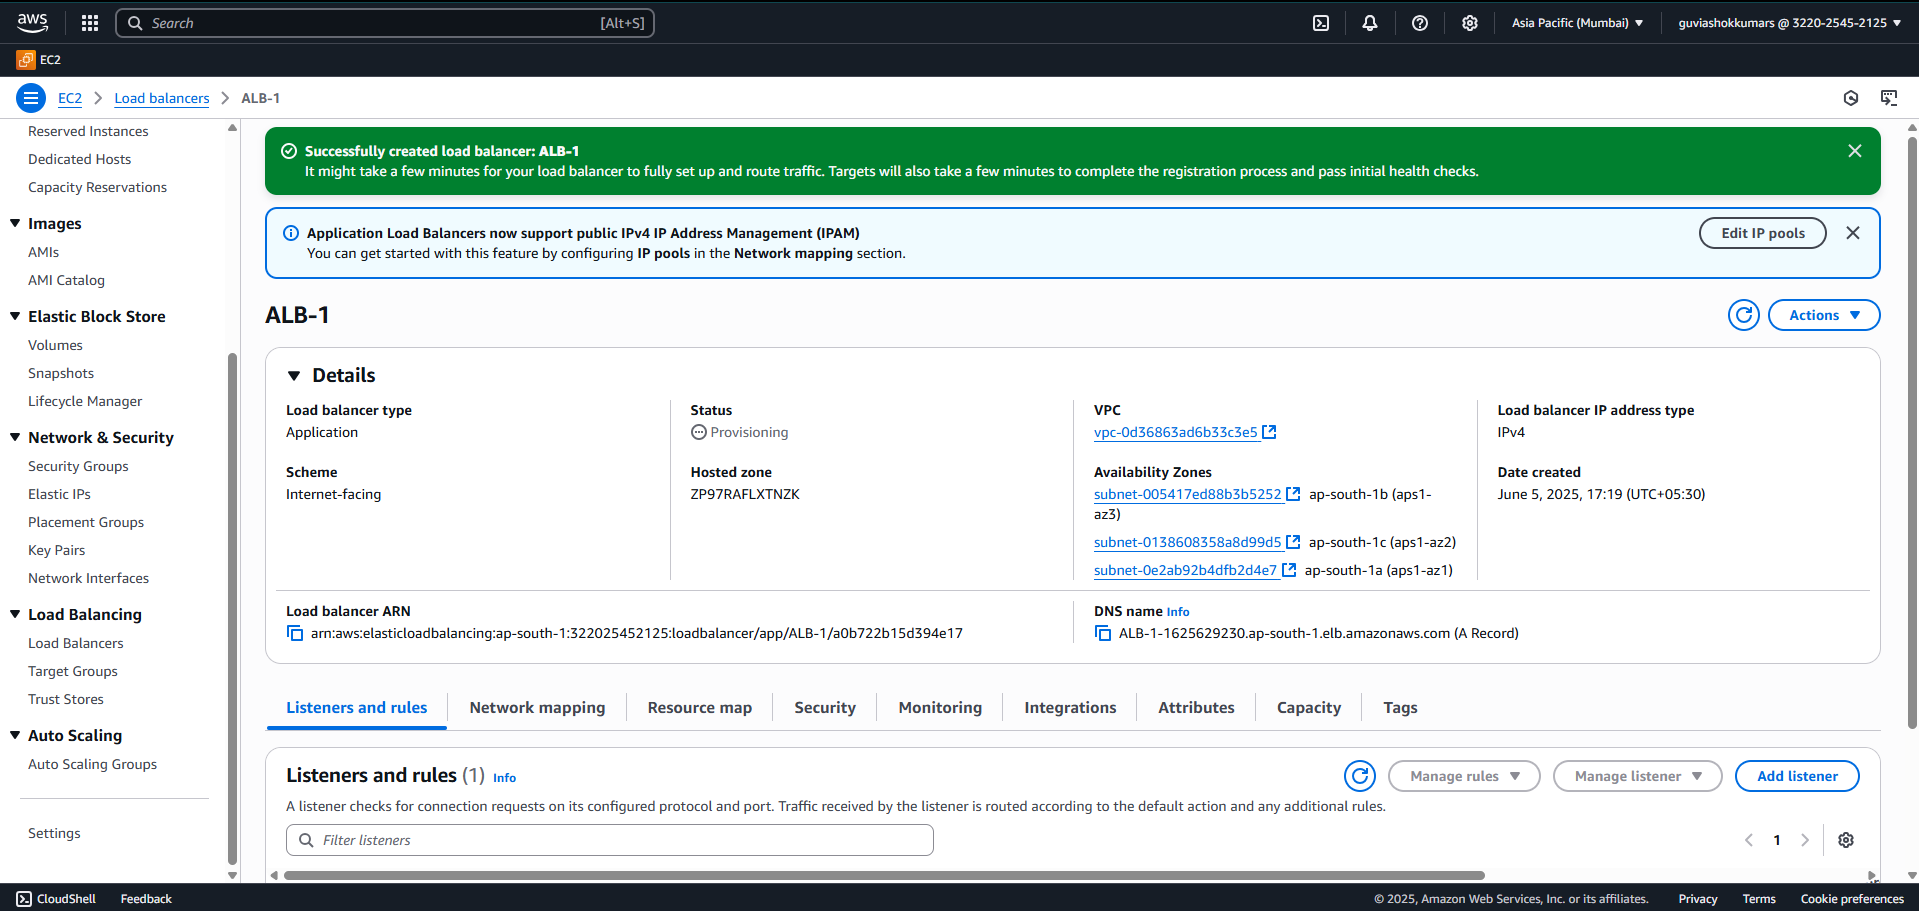 aws
Search
[Alt+S]
Asia Pacific (Mumbai)
guviashokkumars @ 3220-2545-2125
EC2
EC2
Load balancers
ALB-1
Reserved Instances
Dedicated Hosts
Capacity Reservations
Images
AMIs
AMI Catalog
Elastic Block Store
Volumes
Snapshots
Lifecycle Manager
Network & Security
Security Groups
Elastic IPs
Placement Groups
Key Pairs
Network Interfaces
Load Balancing
Load Balancers
Target Groups
Trust Stores
Auto Scaling
Auto Scaling Groups
Settings
Successfully created load balancer: ALB-1
It might take a few minutes for your load balancer to fully set up and route traffic. Targets will also take a few minutes to complete the registration process and pass initial health checks.
Application Load Balancers now support public IPv4 IP Address Management (IPAM)
You can get started with this feature by configuring IP pools in the Network mapping section.
Edit IP pools
ALB-1
Actions
Details
Load balancer type
Application
Scheme
Internet-facing
Status
Provisioning
Hosted zone
ZP97RAFLXTNZK
VPC
vpc-0d36863ad6b33c3e5
Availability Zones
subnet-005417ed88b3b5252 ap-south-1b (aps1-
az3)
subnet-0138608358a8d99d5 ap-south-1c (aps1-az2)
subnet-0e2ab92b4dfb2d4e7 ap-south-1a (aps1-az1)
Load balancer IP address type
IPv4
Date created
June 5, 2025, 17:19 (UTC+05:30)
Load balancer ARN
arn:aws:elasticloadbalancing:ap-south-1:322025452125:loadbalancer/app/ALB-1/a0b722b15d394e17
DNS name Info
ALB-1-1625629230.ap-south-1.elb.amazonaws.com (A Record)
Listeners and rules
Network mapping
Resource map
Security
Monitoring
Integrations
Attributes
Capacity
Tags
Listeners and rules (1) Info
Manage rules
Manage listener
Add listener
A listener checks for connection requests on its configured protocol and port. Traffic received by the listener is routed according to the default action and any additional rules.
Filter listeners
1
CloudShell
Feedback
© 2025, Amazon Web Services, Inc. or its affiliates.
Privacy
Terms
Cookie preferences